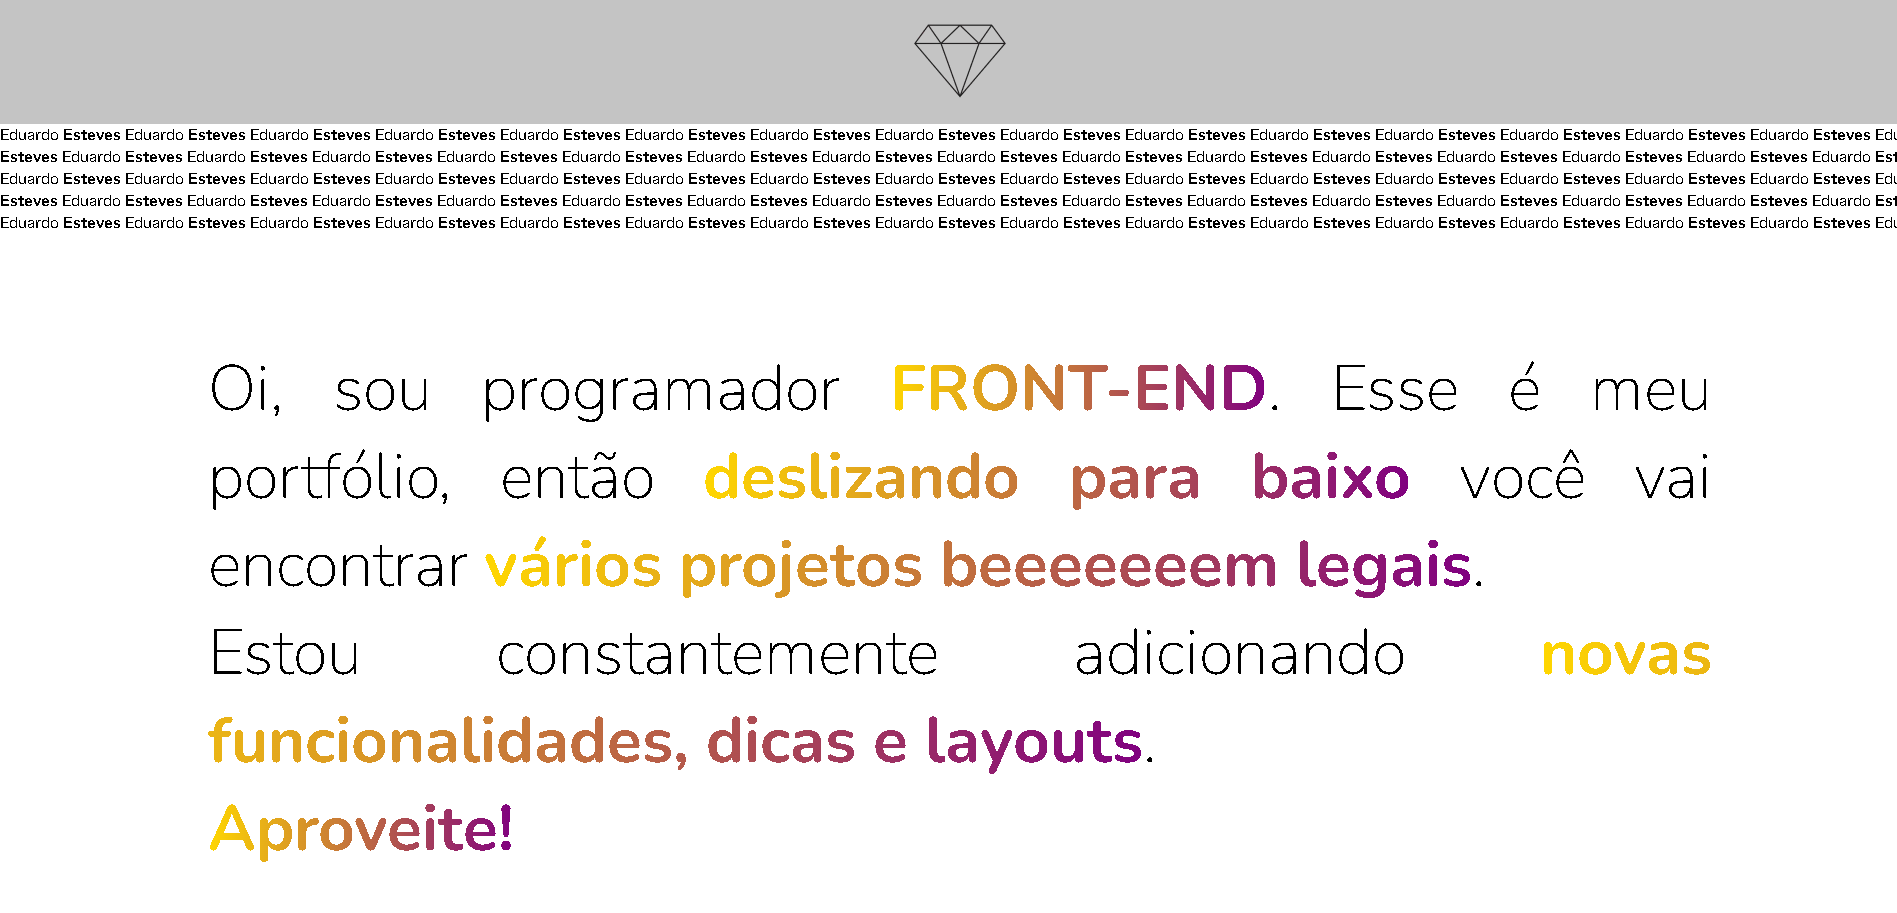 Eduardo Esteves Eduardo Esteves Eduardo Esteves Eduardo Esteves Eduardo Esteves Eduardo Esteves Eduardo Esteves Eduardo Esteves Eduardo Esteves Eduardo Esteves Eduardo Esteves Eduardo Esteves Eduardo Esteves Eduardo Esteves Eduardo Esteves Edu
Esteves Eduardo Esteves Eduardo Esteves Eduardo Esteves Eduardo Esteves Eduardo Esteves Eduardo Esteves Eduardo Esteves Eduardo Esteves Eduardo Esteves Eduardo Esteves Eduardo Esteves Eduardo Esteves Eduardo Esteves Eduardo Esteves Eduardo Est
Eduardo Esteves Eduardo Esteves Eduardo Esteves Eduardo Esteves Eduardo Esteves Eduardo Esteves Eduardo Esteves Eduardo Esteves Eduardo Esteves Eduardo Esteves Eduardo Esteves Eduardo Esteves Eduardo Esteves Eduardo Esteves Eduardo Esteves Edu
Esteves Eduardo Esteves Eduardo Esteves Eduardo Esteves Eduardo Esteves Eduardo Esteves Eduardo Esteves Eduardo Esteves Eduardo Esteves Eduardo Esteves Eduardo Esteves Eduardo Esteves Eduardo Esteves Eduardo Esteves Eduardo Esteves Eduardo Est
Eduardo Esteves Eduardo Esteves Eduardo Esteves Eduardo Esteves Eduardo Esteves Eduardo Esteves Eduardo Esteves Eduardo Esteves Eduardo Esteves Eduardo Esteves Eduardo Esteves Eduardo Esteves Eduardo Esteves Eduardo Esteves Eduardo Esteves Edu
Oi, sou programador FRONT-END. Esse é meu
portfólio, então deslizando para baixo você vai
encontrar vários projetos beeeeeeem legais.
Estou constantemente adicionando novas
funcionalidades, dicas e layouts.
Aproveite!